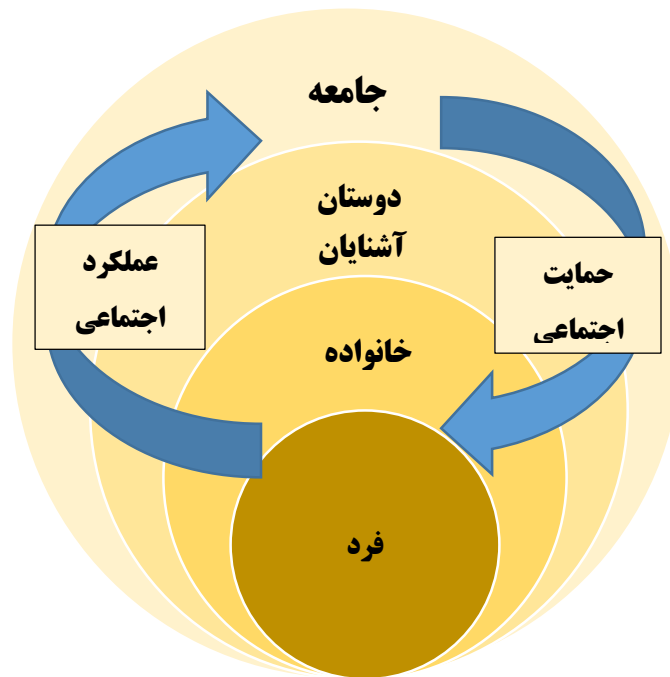 جامعه
دوستان
آشنایان
عملکرد
اجتماعی
حمایت
اجتماعی
خانواده
فرد